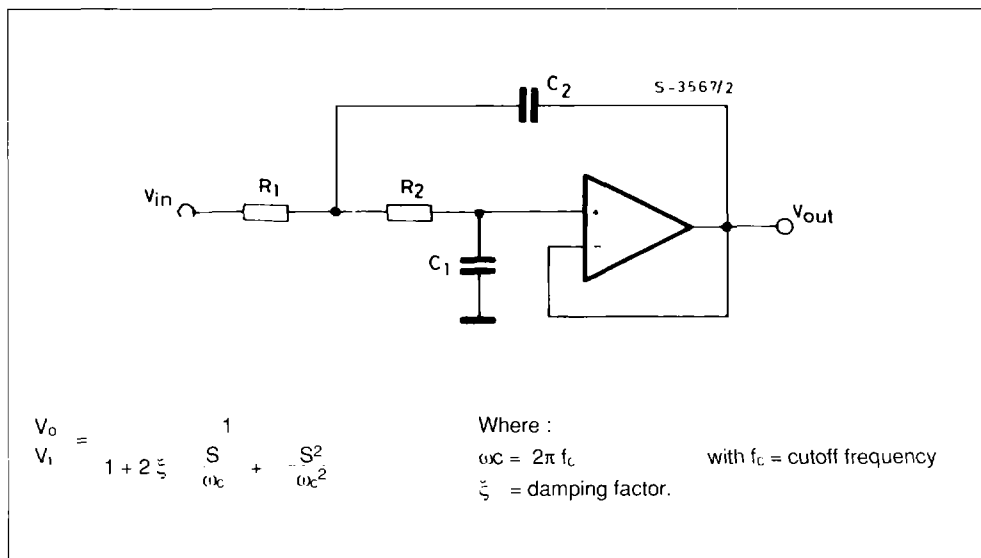 C₂
S-3567/2
Vin
R₁
R₂
Vout
+
−
C₁
V₀
Vᵢ
=
1
1 + 2 ξ S/ωc + S²/ωc²
Where :
ωc = 2π fc with fc = cutoff frequency
ξ = damping factor.